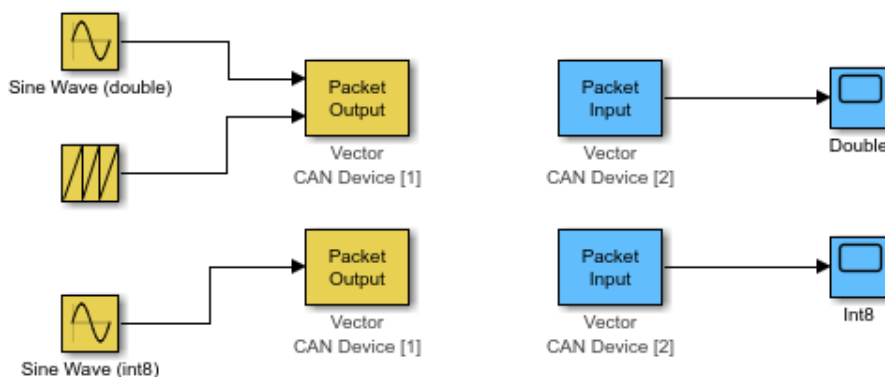 Sine Wave (double)
Packet
Output
Vector
CAN Device [1]
Packet
Input
Vector
CAN Device [2]
Double
Sine Wave (int8)
Packet
Output
Vector
CAN Device [1]
Packet
Input
Vector
CAN Device [2]
Int8